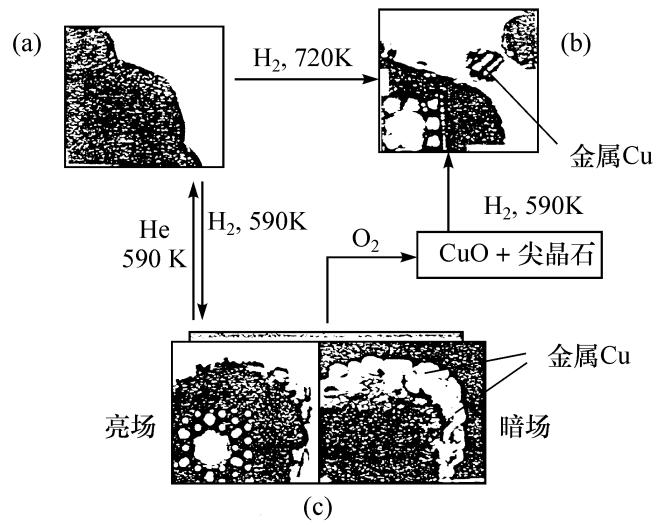 (a)
H₂, 720K
(b)
金属Cu
He
590 K
H₂, 590K
H₂, 590K
O₂
CuO + 尖晶石
金属Cu
亮场
暗场
(c)